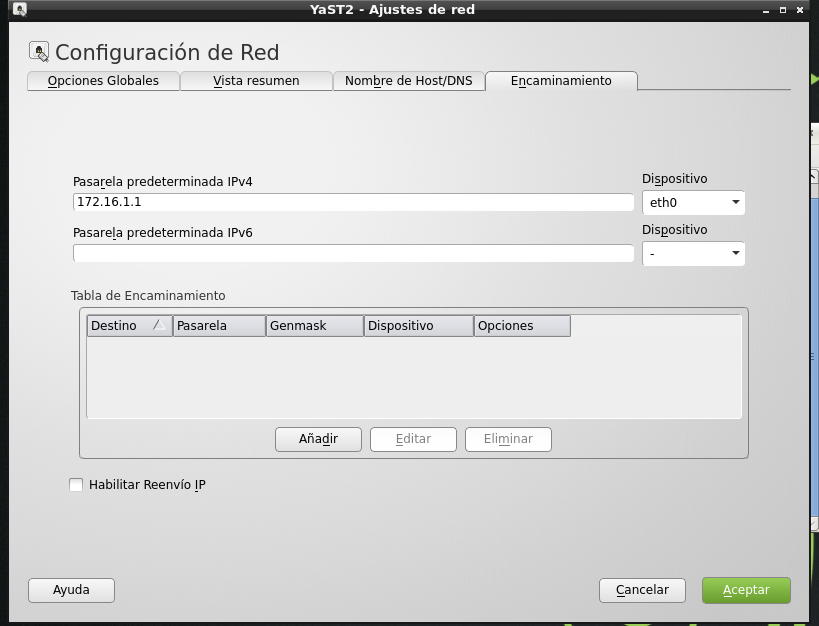 YaST2 - Ajustes de red
Configuración de Red
Opciones Globales Vista resumen Nombre de Host/DNS Encaminamiento
Pasarela predeterminada IPv4 Dispositivo
172.16.1.1 eth0
Pasarela predeterminada IPv6 Dispositivo
-
Tabla de Encaminamiento
Destino Pasarela Genmask Dispositivo Opciones
Añadir Editar Eliminar
Habilitar Reenvío IP
Ayuda Cancelar Aceptar